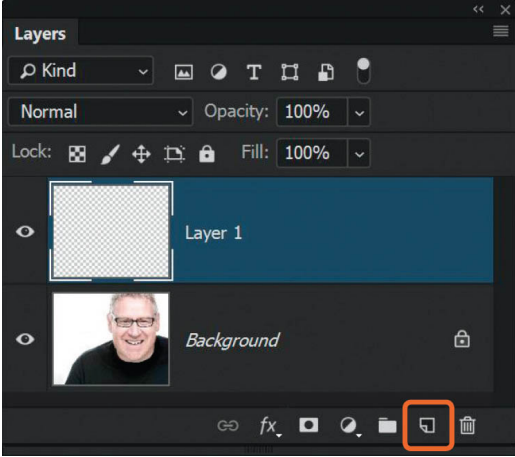 Layers
Kind
Normal Opacity: 100%
Lock: Fill: 100%
Layer 1
Background
fx